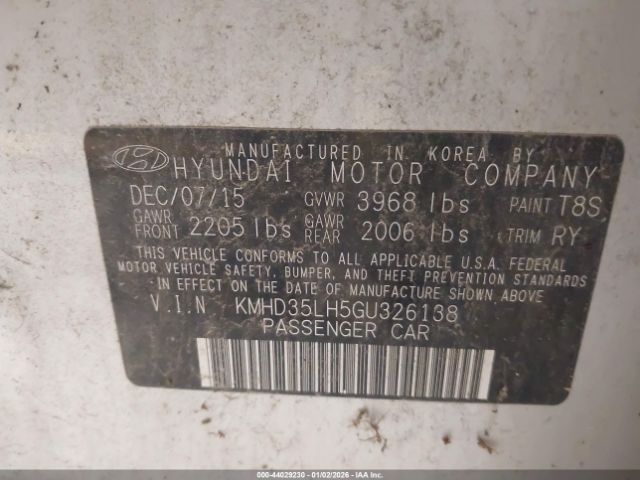 MANUFACTURED IN KOREA BY
HYUNDAI MOTOR COMPANY
DEC/07/15 GVWR 3968 lbs PAINT T8S
GAWR FRONT 2205 lbs GAWR REAR 2006 lbs TRIM RY
THIS VEHICLE CONFORMS TO ALL APPLICABLE U.S.A. FEDERAL
MOTOR VEHICLE SAFETY, BUMPER, AND THEFT PREVENTION STANDARDS
IN EFFECT ON THE DATE OF MANUFACTURE SHOWN ABOVE.
V.I.N KMHD35LH5GU326138
PASSENGER CAR
000-44029230 - 01/02/2026 - IAAC